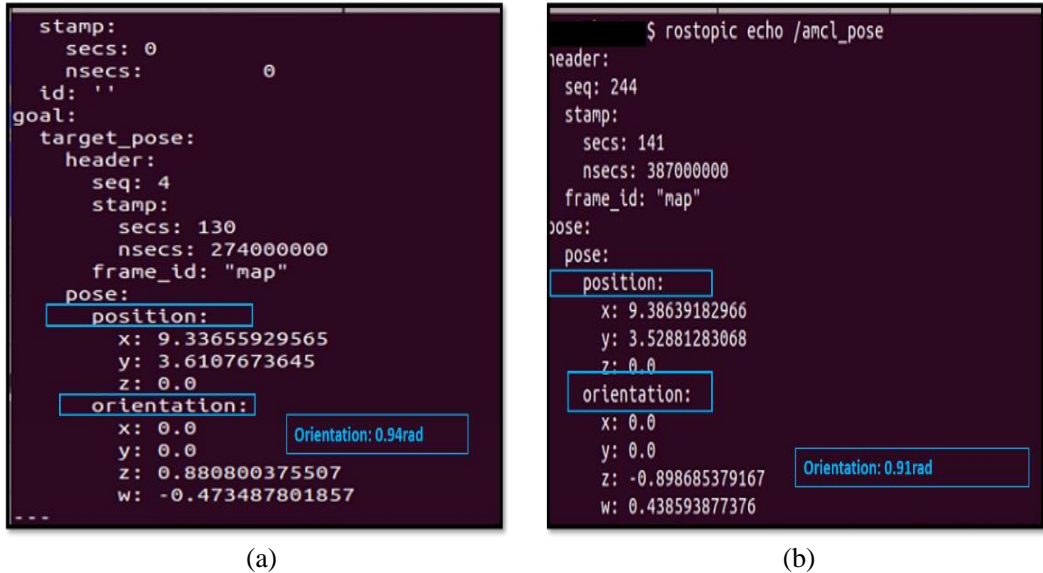 stamp:
secs: 0
nsecs: 0
id: ''
goal:
target_pose:
header:
seq: 4
stamp:
secs: 130
nsecs: 274000000
frame_id: "map"
pose:
position:
x: 9.33655929565
y: 3.6107673645
z: 0.0
orientation:
x: 0.0
y: 0.0
z: 0.880800375507
w: -0.473487801857
---
Orientation: 0.94rad
(a)
$ rostopic echo /amcl_pose
header:
seq: 244
stamp:
secs: 141
nsecs: 387000000
frame_id: "map"
pose:
pose:
position:
x: 9.38639182966
y: 3.52881283068
z: 0.0
orientation:
x: 0.0
y: 0.0
z: -0.898685379167
w: 0.438593877376
Orientation: 0.91rad
(b)